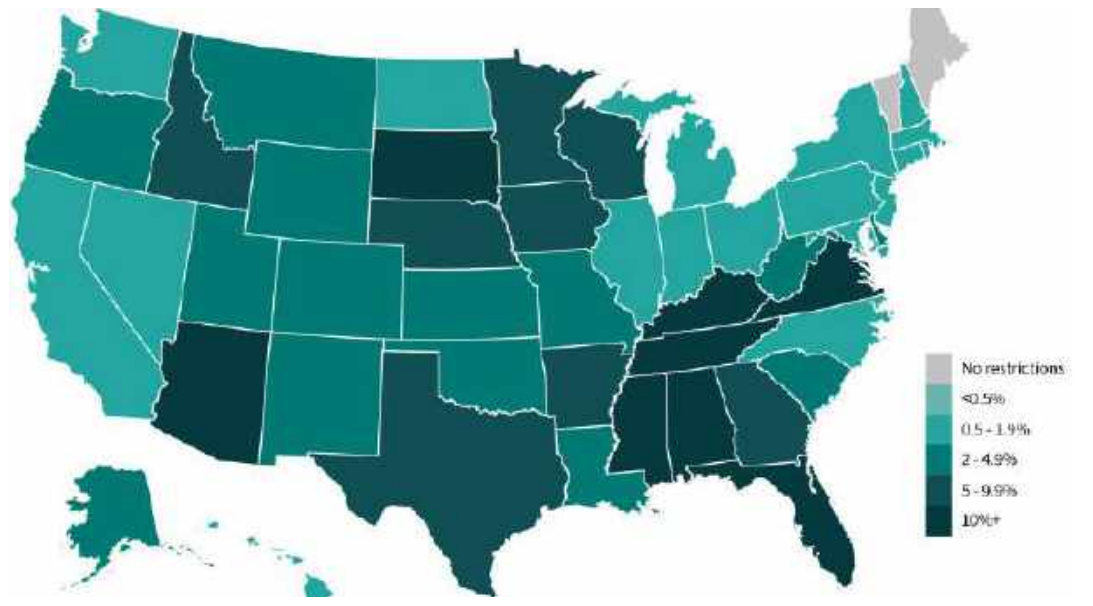 No restrictions
<0.5%
0.5 - 1.9%
2 - 4.9%
5 - 9.9%
10%+